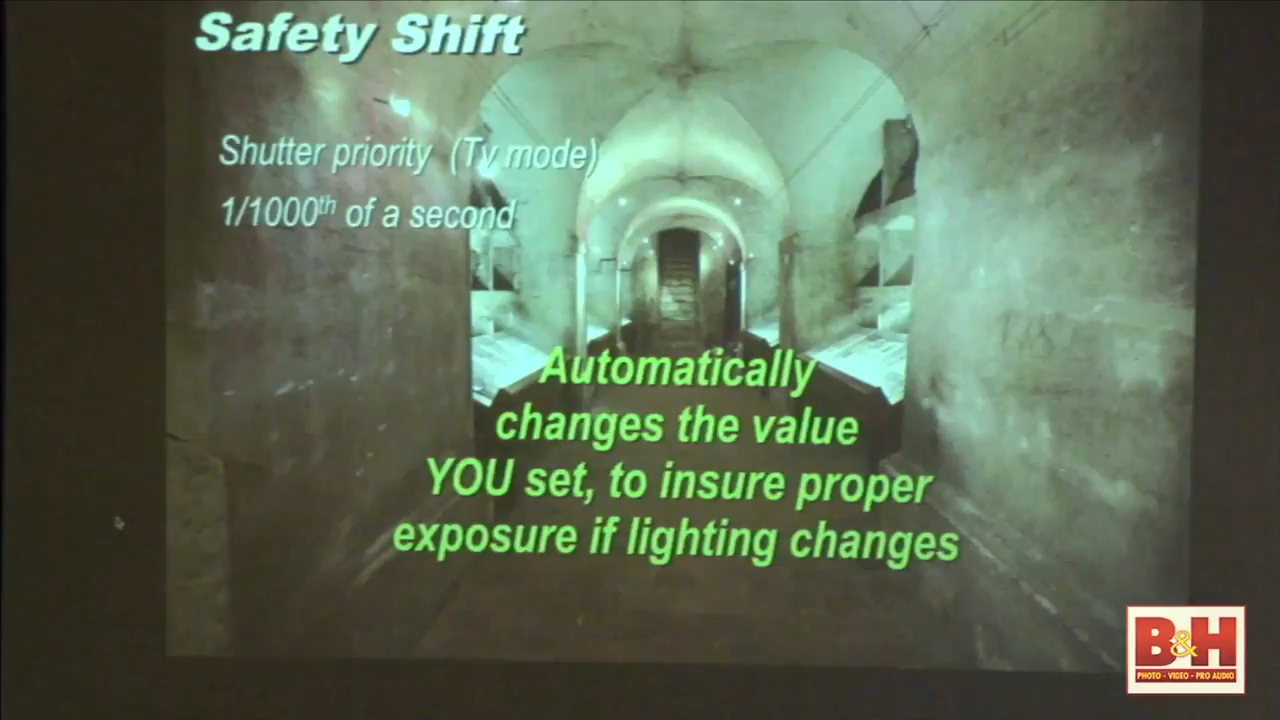 Safety Shift
Shutter priority (Tv mode)
1/1000th of a second
Automatically
changes the value
YOU set, to insure proper
exposure if lighting changes
B&H
PHOTO - VIDEO - PRO AUDIO